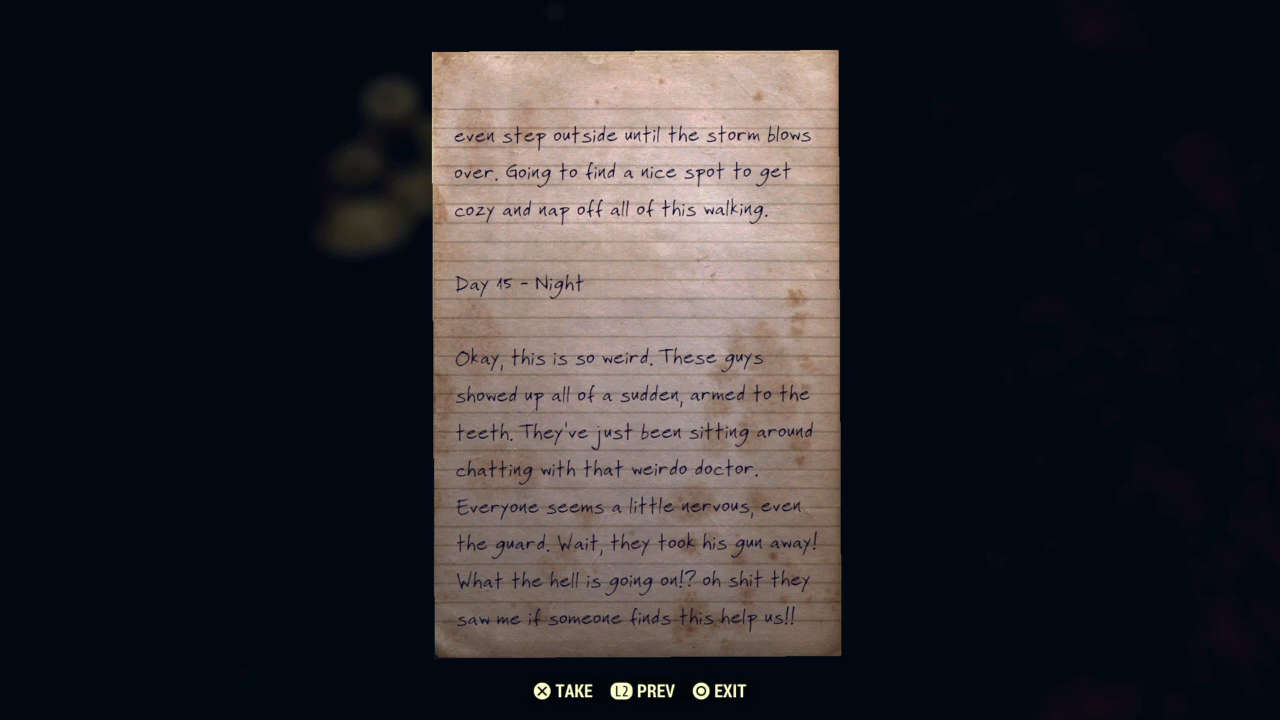 even step outside until the storm blows
over. Going to find a nice spot to get
cozy and nap off all of this walking.
Day 15 - Night
Okay, this is so weird. These guys
showed up all of a sudden, armed to the
teeth. They've just been sitting around
chatting with that weirdo doctor.
Everyone seems a little nervous, even
the guard. Wait, they took his gun away!
What the hell is going on!? oh shit they
saw me if someone finds this help us!!
X TAKE L2 PREV O EXIT